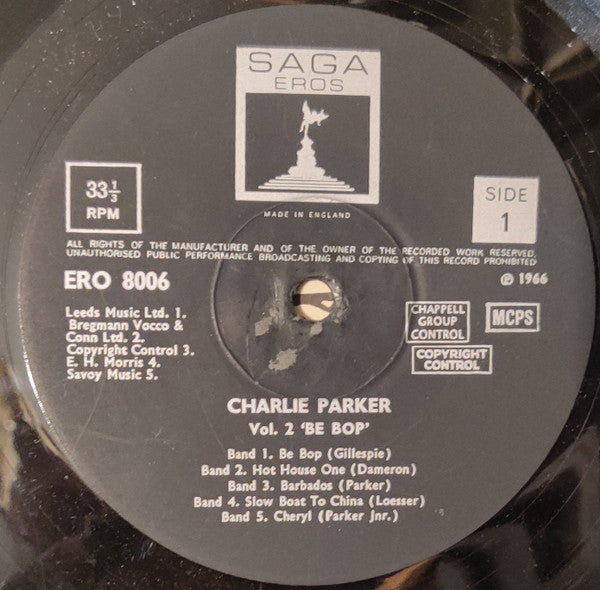 SAGA
EROS
33 1/3
RPM
SIDE
1
MADE IN ENGLAND
ALL RIGHTS OF THE MANUFACTURER AND OF THE OWNER OF THE RECORDED WORK RESERVED.
UNAUTHORISED PUBLIC PERFORMANCE BROADCASTING AND COPYING OF THIS RECORD PROHIBITED
ERO 8006
℗ 1966
Leeds Music Ltd. 1.
Bregmann Vocco &
Conn Ltd. 2.
Copyright Control 3.
E. H. Morris 4.
Savoy Music 5.
CHAPPELL
GROUP
CONTROL
MCPS
COPYRIGHT
CONTROL
CHARLIE PARKER
Vol. 2 ‘BE BOP’
Band 1. Be Bop (Gillespie)
Band 2. Hot House One (Dameron)
Band 3. Barbados (Parker)
Band 4. Slow Boat To China (Loesser)
Band 5. Cheryl (Parker Jnr.)